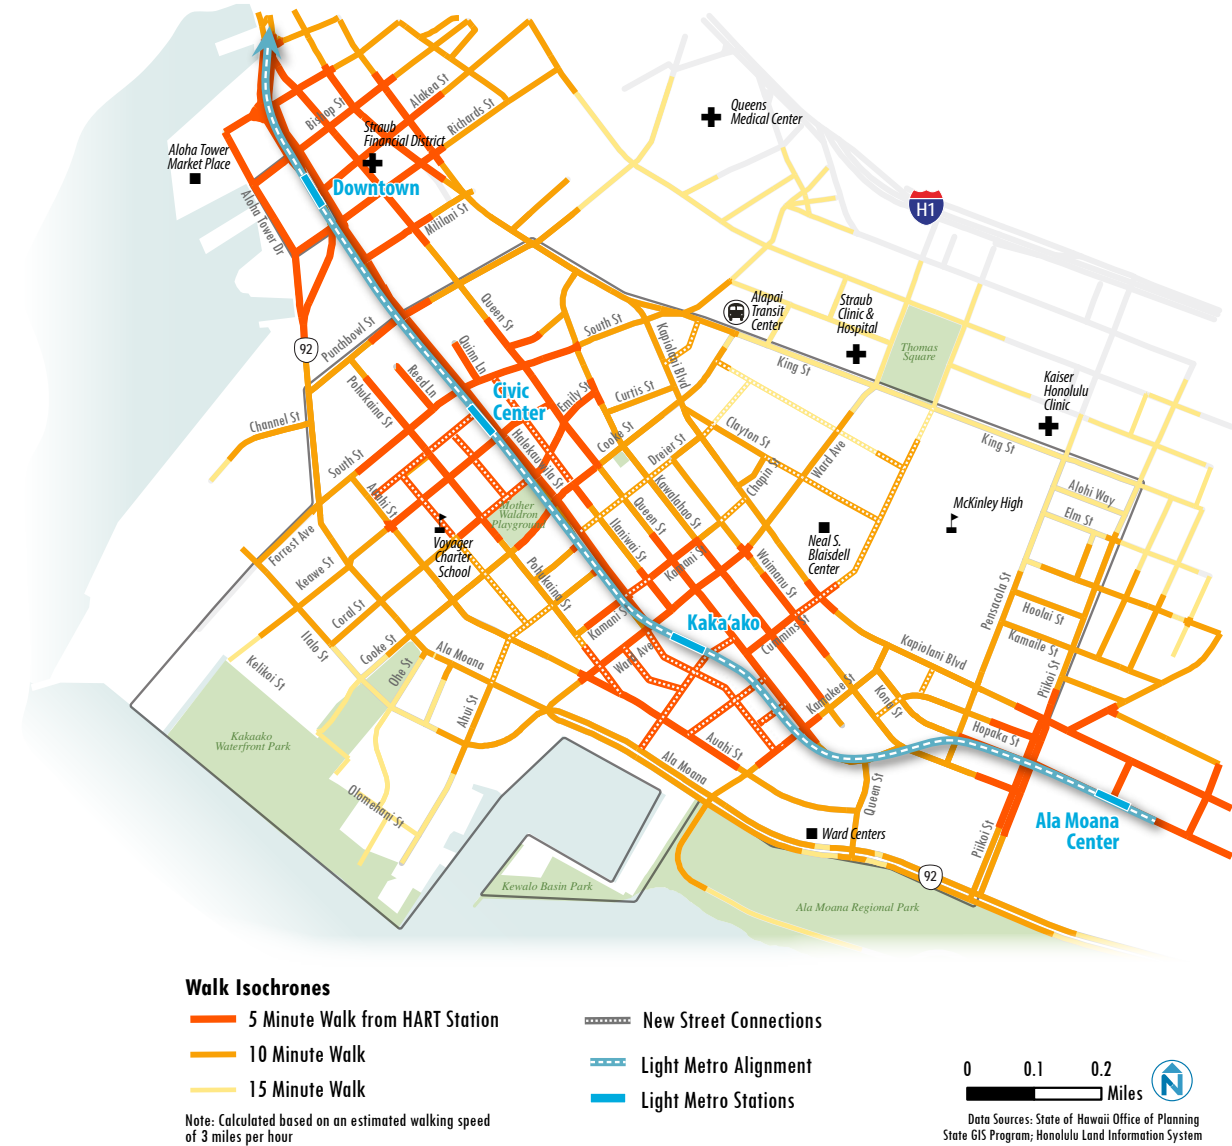 Queens
Medical Center
Alakea St
Bishop St
Richards St
Straub
Financial District
Aloha Tower
Market Place
Downtown
H1
Aloha Tower Dr
Mililani St
Alapai
Transit
Center
Straub
Clinic &
Hospital
Queen St
South St
Kapiolani Blvd
92
Punchbowl St
Quinn Ln
Thomas
Square
King St
Kaiser
Honolulu
Clinic
Reed Ln
Pohukaina St
Civic
Center
Emily St
Curtis St
Channel St
Cooke St
Clayton St
Halekauwila St
Dreier St
Ward Ave
King St
South St
Chapin St
Kawaiahao St
Alohi Way
Auahi St
Mother
Waldron
Playground
Queen St
McKinley High
Elm St
Ilaniwai St
Voyager
Charter
School
Neal S.
Blaisdell
Center
Forrest Ave
Keawe St
Pohukaina St
Kamani St
Waimanu St
Pensacola St
Coral St
Hoolai St
Kamani St
Kaka'ako
Cummins St
Kamaile St
Ilalo St
Cooke St
Ala Moana
Ward Ave
Kapiolani Blvd
Kelikoi St
Ohe St
Piikoi St
Kamakee St
Kona St
Ahui St
Kakaako
Waterfront Park
Auahi St
Hopaka St
Ala Moana
Olomehani St
Queen St
Ala Moana
Center
Piikoi St
Ward Centers
92
Kewalo Basin Park
Ala Moana Regional Park
Walk Isochrones
5 Minute Walk from HART Station
10 Minute Walk
15 Minute Walk
Note: Calculated based on an estimated walking speed
of 3 miles per hour
New Street Connections
Light Metro Alignment
Light Metro Stations
0 0.1 0.2
Miles
N
Data Sources: State of Hawaii Office of Planning
State GIS Program; Honolulu Land Information System